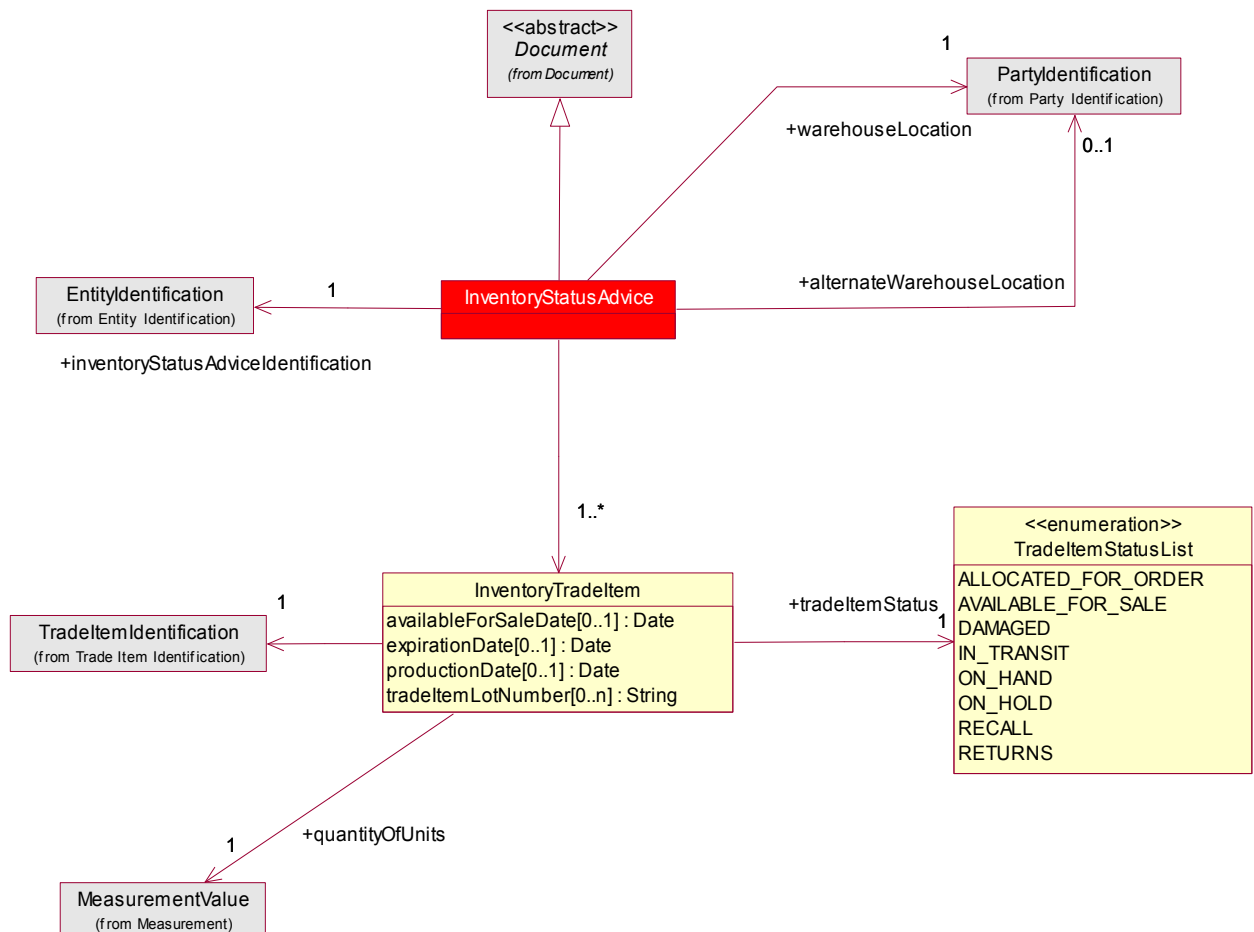 <<abstract>>
Document
(from Document)
1
PartyIdentification
(from Party Identification)
+warehouseLocation
0..1
EntityIdentification
(from Entity Identification)
1
InventoryStatusAdvice
+alternateWarehouseLocation
+inventoryStatusAdviceIdentification
1..*
<<enumeration>>
TradeItemStatusList
ALLOCATED_FOR_ORDER
AVAILABLE_FOR_SALE
DAMAGED
IN_TRANSIT
ON_HAND
ON_HOLD
RECALL
RETURNS
InventoryTradeItem
availableForSaleDate[0..1] : Date
expirationDate[0..1] : Date
productionDate[0..1] : Date
tradeItemLotNumber[0..n] : String
+tradeItemStatus
1
1
TradeItemIdentification
(from Trade Item Identification)
+quantityOfUnits
1
MeasurementValue
(from Measurement)